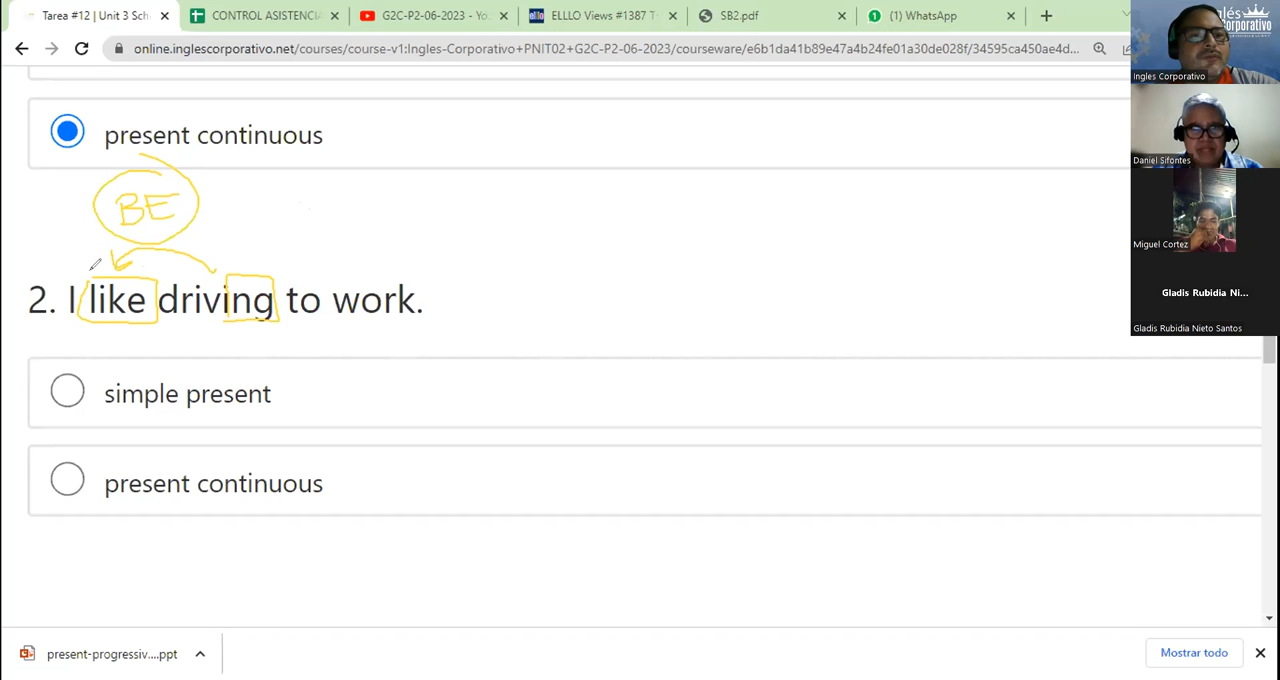 Tarea #12 | Unit 3 Sch
CONTROL ASISTENCIA
G2C-P2-06-2023 - Yo
ELLLO Views #1387 T
SB2.pdf
(1) WhatsApp
online.inglescorporativo.net/courses/course-v1:Ingles-Corporativo+PNIT02+G2C-P2-06-2023/courseware/e6b1da41b89e47a4b24fe01a30de028f/34595ca450ae4d...
glés
Corporativo
Ingles Corporativo
Daniel Sifontes
Miguel Cortez
Gladis Rubidia Ni...
Gladis Rubidia Nieto Santos
present continuous
BE
2. I like driving to work.
simple present
present continuous
present-progressiv....ppt
Mostrar todo